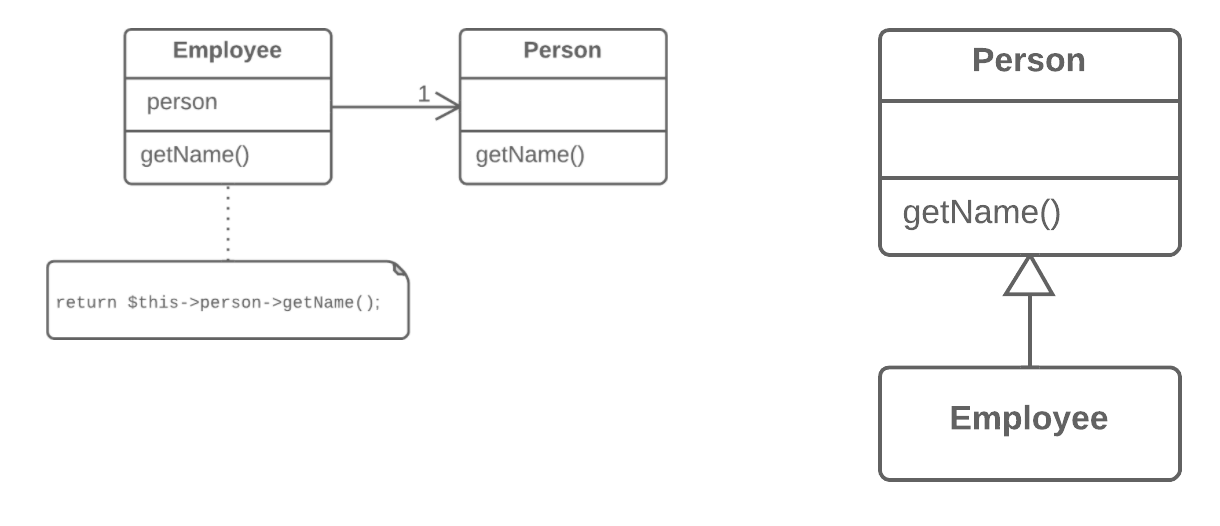 Employee
person
getName()
1
Person
getName()
return $this->person->getName();
Person
getName()
Employee